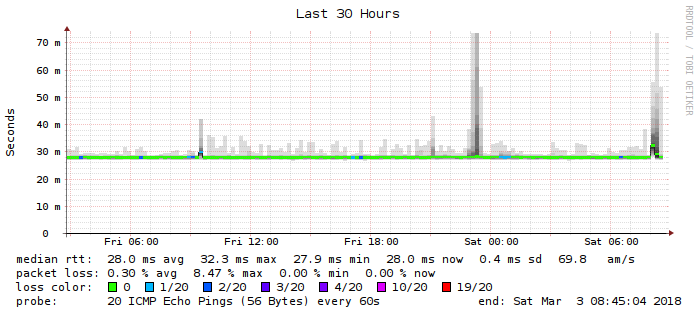 Last 30 Hours
RRDTOOL / TOBI OETIKER
Seconds
70 m
60 m
50 m
40 m
30 m
20 m
10 m
0
Fri 06:00 Fri 12:00 Fri 18:00 Sat 00:00 Sat 06:00
median rtt: 28.0 ms avg 32.3 ms max 27.9 ms min 28.0 ms now 0.4 ms sd 69.8 am/s
packet loss: 0.30 % avg 8.47 % max 0.00 % min 0.00 % now
loss color: 0 1/20 2/20 3/20 4/20 10/20 19/20
probe: 20 ICMP Echo Pings (56 Bytes) every 60s end: Sat Mar 3 08:45:04 2018